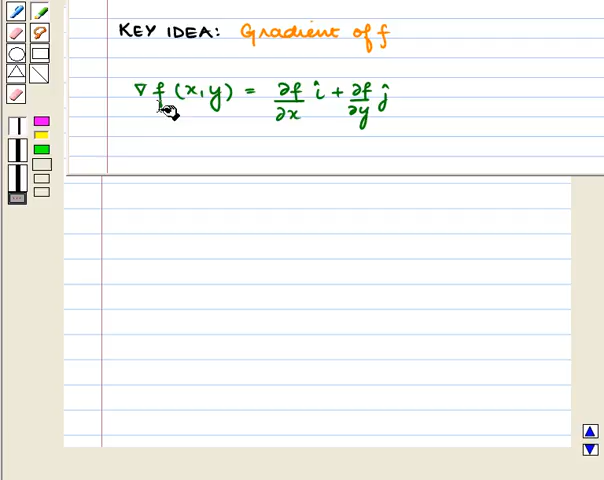 KEY IDEA: Gradient of f
∇ f (x, y) = ∂f/∂x î + ∂f/∂y ĵ